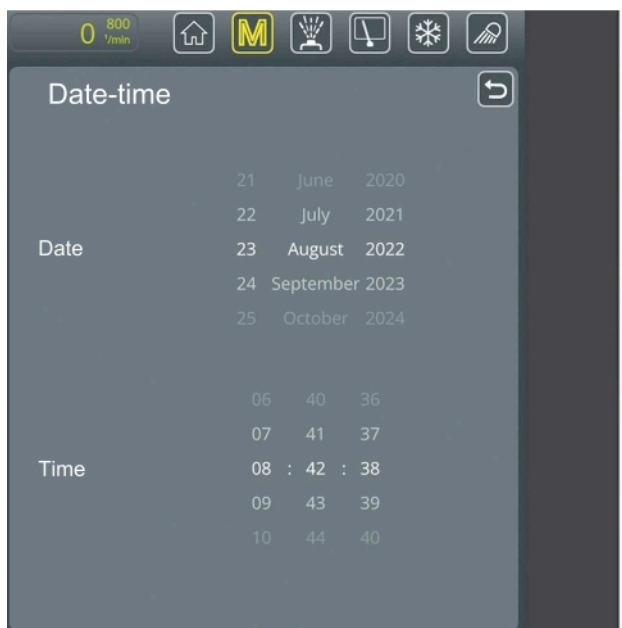 0 800 1/min M
Date-time
21 June 2020
22 July 2021
Date 23 August 2022
24 September 2023
25 October 2024
06 40 36
07 41 37
Time 08 : 42 : 38
09 43 39
10 44 40